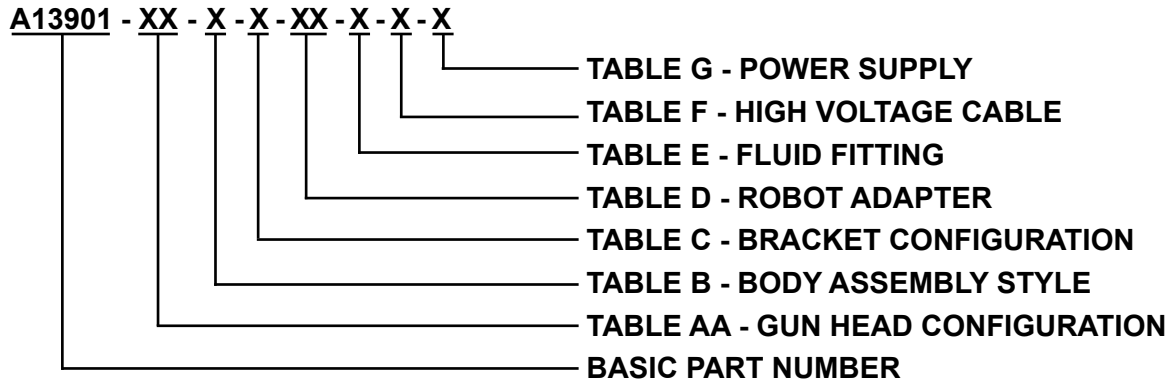 A13901 - XX - X - X - XX - X - X - X
TABLE G - POWER SUPPLY
TABLE F - HIGH VOLTAGE CABLE
TABLE E - FLUID FITTING
TABLE D - ROBOT ADAPTER
TABLE C - BRACKET CONFIGURATION
TABLE B - BODY ASSEMBLY STYLE
TABLE AA - GUN HEAD CONFIGURATION
BASIC PART NUMBER